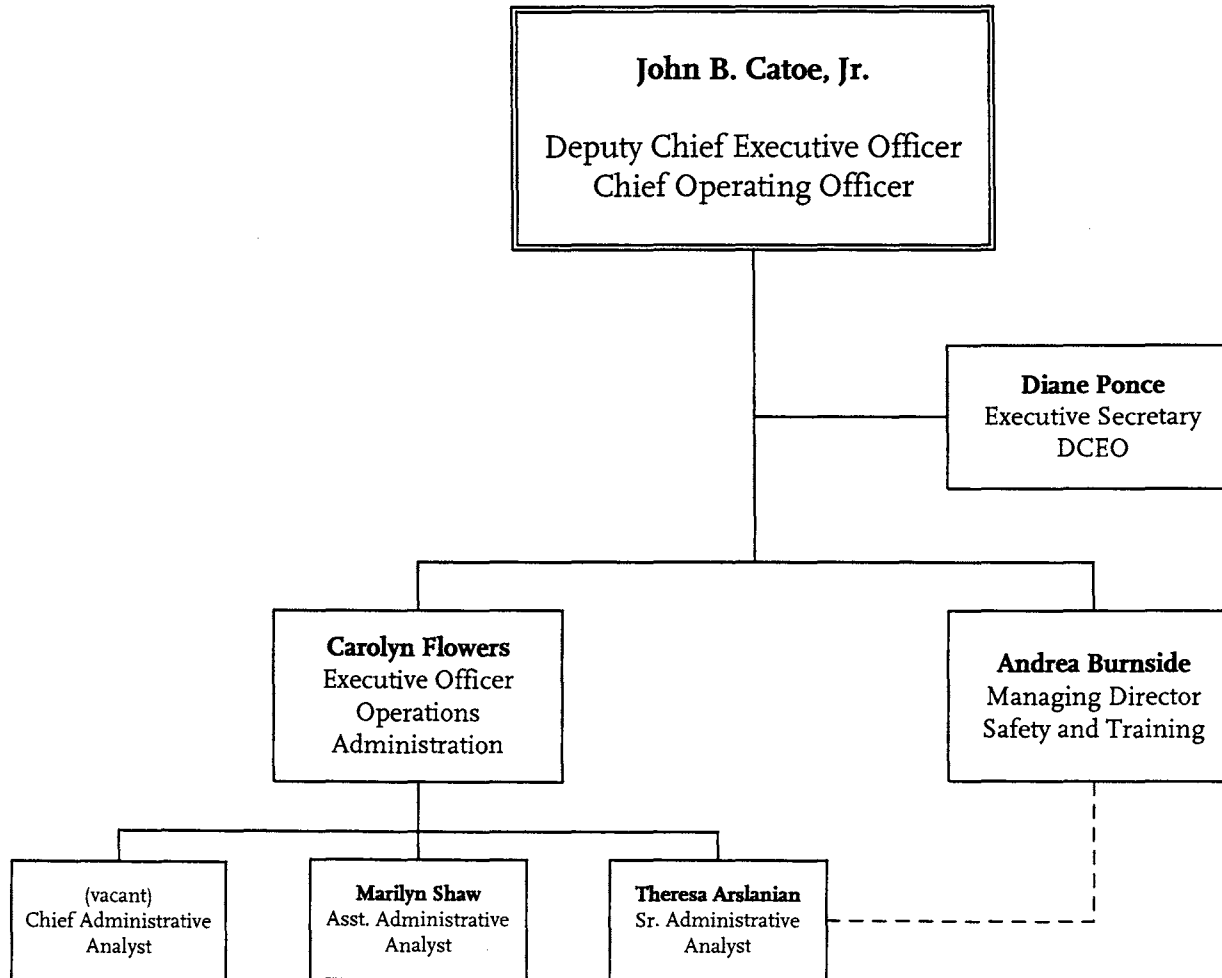 John B. Catoe, Jr.
Deputy Chief Executive Officer
Chief Operating Officer
Diane Ponce
Executive Secretary
DCEO
Carolyn Flowers
Executive Officer
Operations
Administration
Andrea Burnside
Managing Director
Safety and Training
(vacant)
Chief Administrative
Analyst
Marilyn Shaw
Asst. Administrative
Analyst
Theresa Arslanian
Sr. Administrative
Analyst